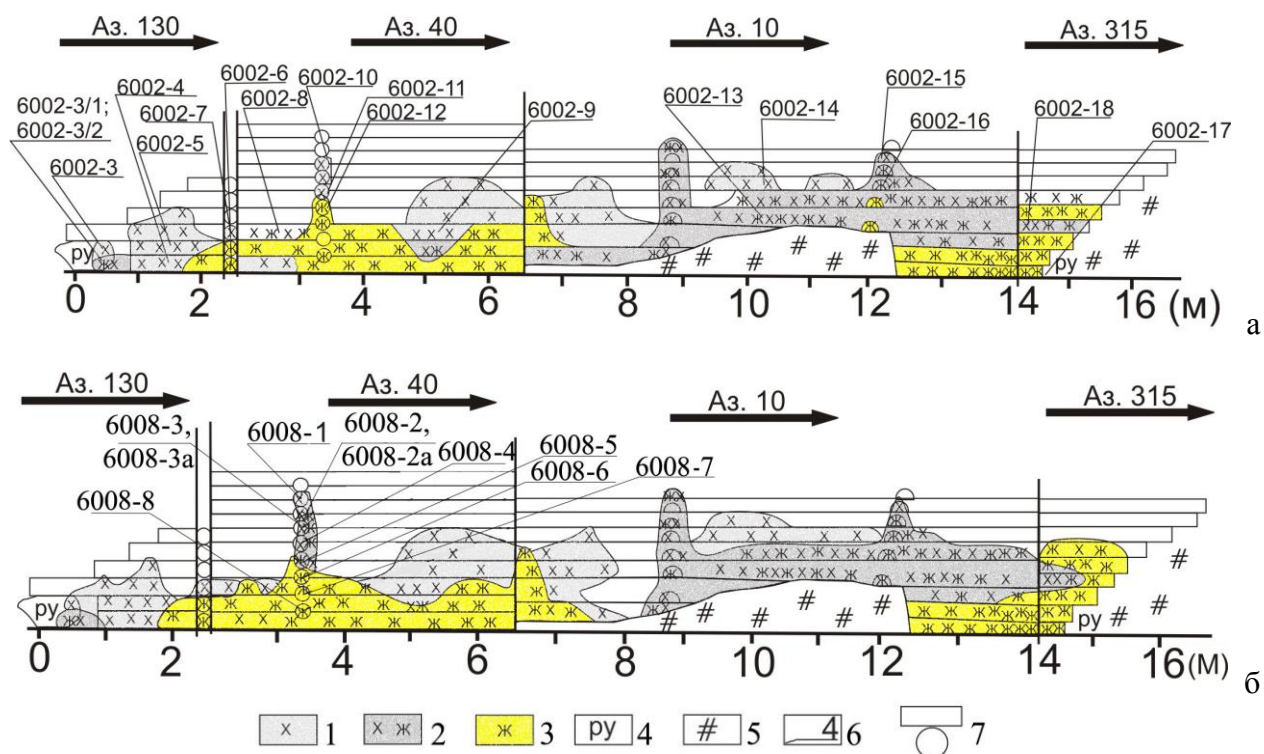 Аз. 130 Аз. 40 Аз. 10 Аз. 315
6002-6 6002-10 6002-15
6002-4 6002-8 6002-11 6002-9 6002-13 6002-14 6002-16 6002-18
6002-3/1; 6002-7 6002-12 6002-17
6002-3/2 6002-5
6002-3
ру # ру #
0 2 4 6 8 10 12 14 16 (м)
а
Аз. 130 Аз. 40 Аз. 10 Аз. 315
6008-3, 6008-1 6008-2, 6008-5
6008-3а 6008-2а 6008-4 6008-6 6008-7
6008-8
ру # ру #
0 2 4 6 8 10 12 14 16 (м)
б
х 1 х ж 2 ж 3 ру 4 # 5 4 6 7